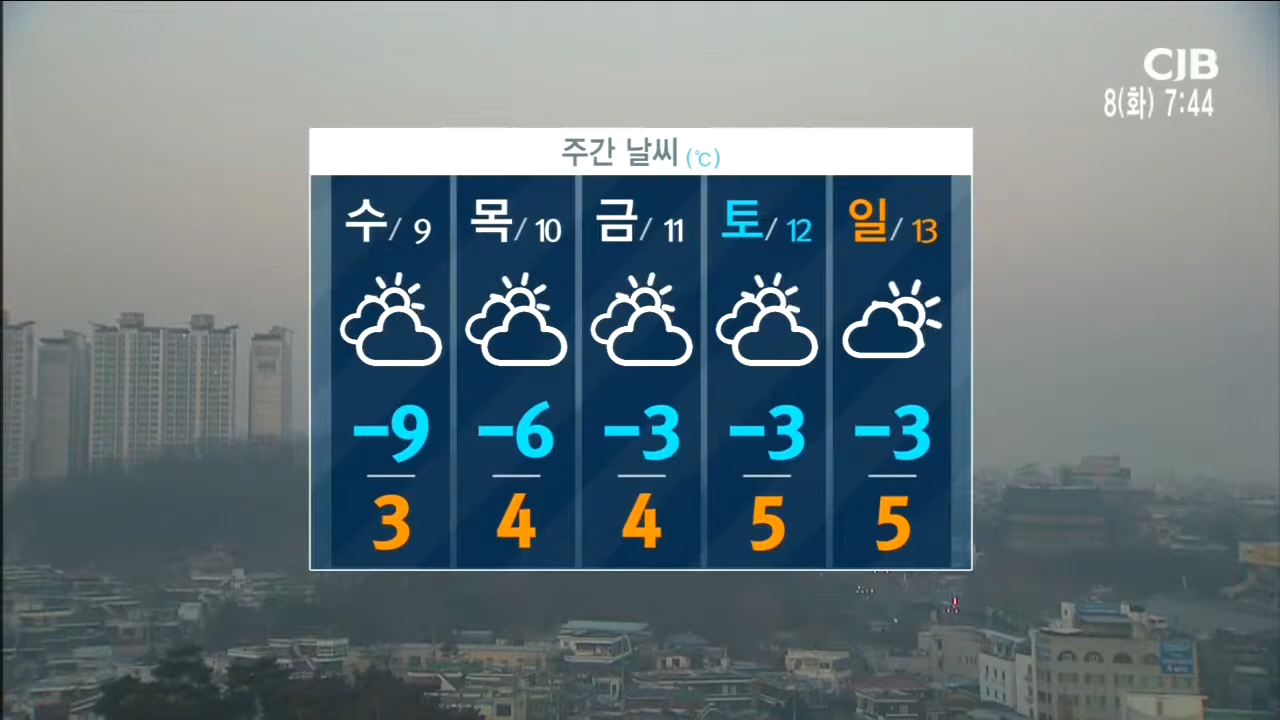 CJB
8(화) 7:44
주간 날씨 (℃)
수/ 9 목/ 10 금/ 11 토/ 12 일/ 13
-9 -6 -3 -3 -3
3 4 4 5 5